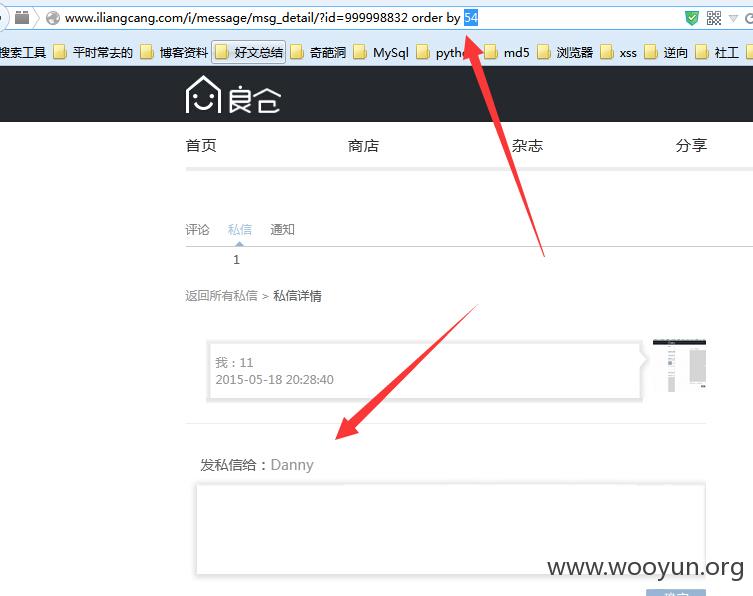 www.iliangcang.com/i/message/msg_detail/?id=999998832 order by 54
搜索工具 平时常去的 博客资料 好文总结 奇葩洞 MySql pyth md5 浏览器 xss 逆向 社工
良仓
首页 商店 杂志 分享
评论 私信 通知
1
返回所有私信 > 私信详情
我：11
2015-05-18 20:28:40
发私信给：Danny
www.wooyun.org